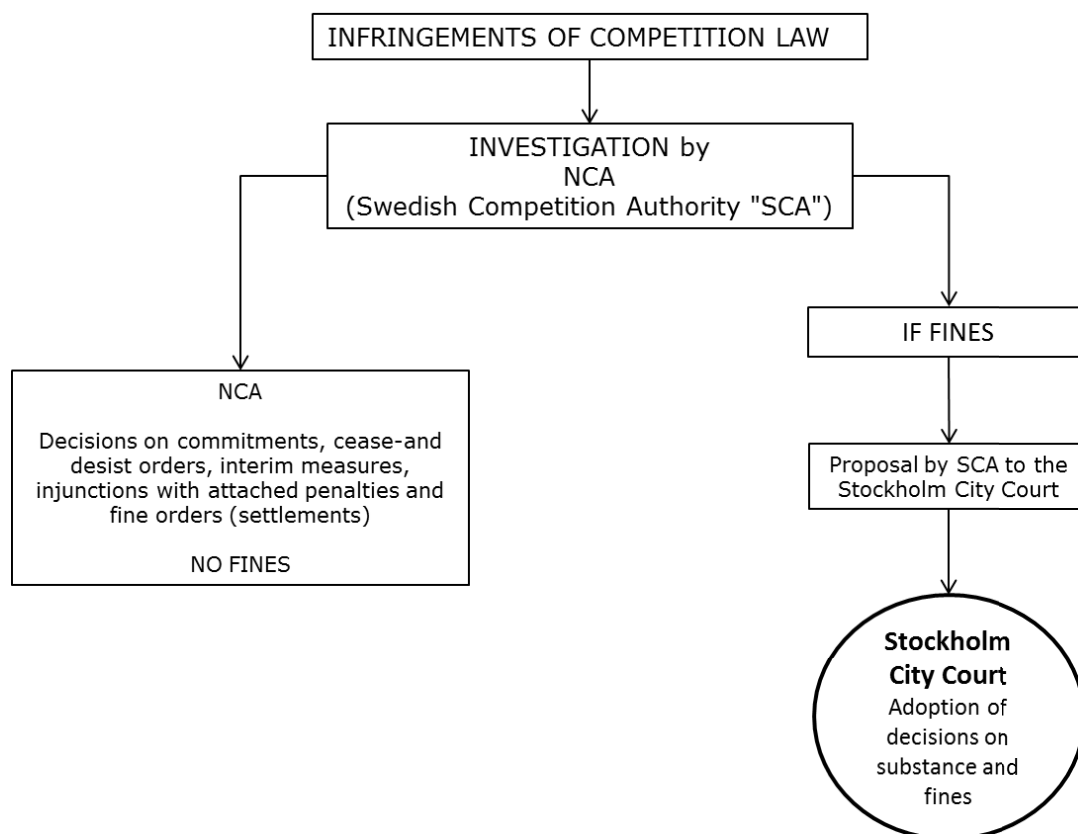 INFRINGEMENTS OF COMPETITION LAW
INVESTIGATION by
NCA
(Swedish Competition Authority "SCA")
NCA
Decisions on commitments, cease-and
desist orders, interim measures,
injunctions with attached penalties and
fine orders (settlements)
NO FINES
IF FINES
Proposal by SCA to the
Stockholm City Court
Stockholm
City Court
Adoption of
decisions on
substance and
fines